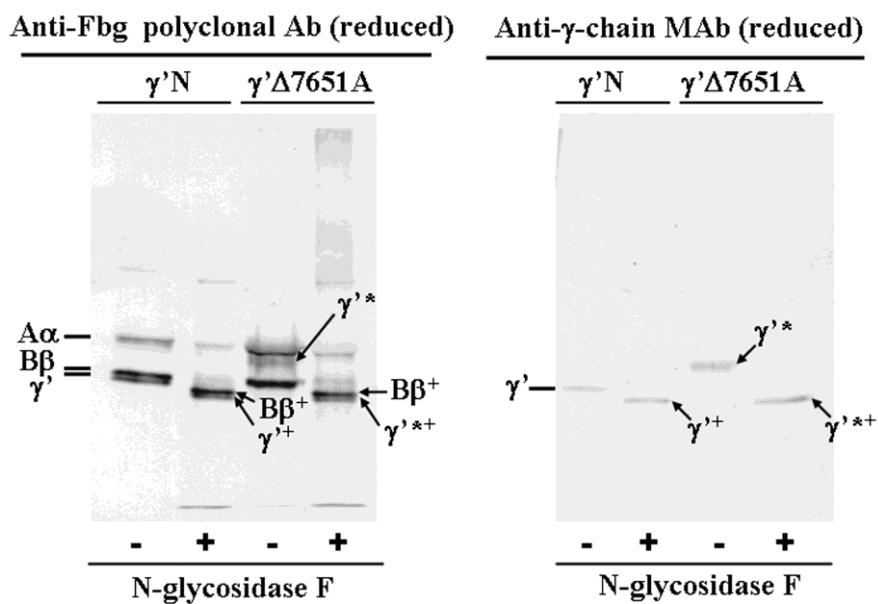 Anti-Fbg polyclonal Ab (reduced)
γ’N γ’Δ7651A
Aα
Bβ
γ’
γ’*
Bβ⁺
γ’⁺
Bβ⁺
γ’*⁺
- + - +
N-glycosidase F
Anti-γ-chain MAb (reduced)
γ’N γ’Δ7651A
γ’
γ’*
γ’⁺
γ’*⁺
- + - +
N-glycosidase F